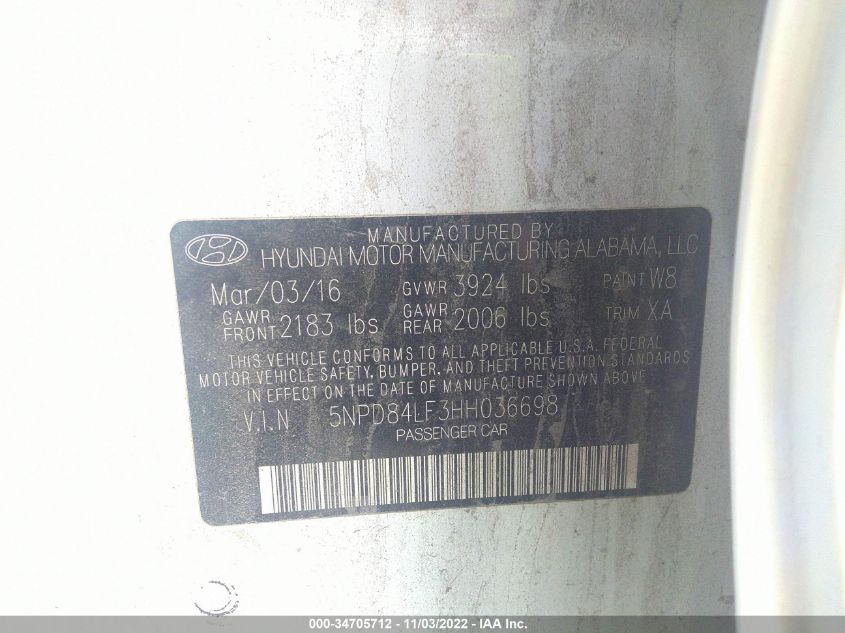 MANUFACTURED BY
HYUNDAI MOTOR MANUFACTURING ALABAMA, LLC
Mar/03/16 GVWR 3924 lbs PAINT W8
GAWR FRONT 2183 lbs GAWR REAR 2006 lbs TRIM XA
THIS VEHICLE CONFORMS TO ALL APPLICABLE U.S.A. FEDERAL
MOTOR VEHICLE SAFETY, BUMPER, AND THEFT PREVENTION STANDARDS
IN EFFECT ON THE DATE OF MANUFACTURE SHOWN ABOVE
V.I.N 5NPD84LF3HH036698
PASSENGER CAR
000-34705712 - 11/03/2022 - IAA Inc.